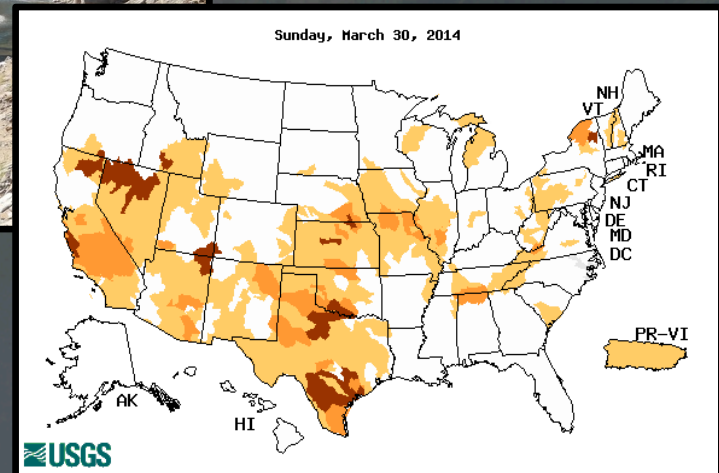 Sunday, March 30, 2014
NH
VT
MA
RI
CT
NJ
DE
MD
DC
PR-VI
AK
HI
USGS